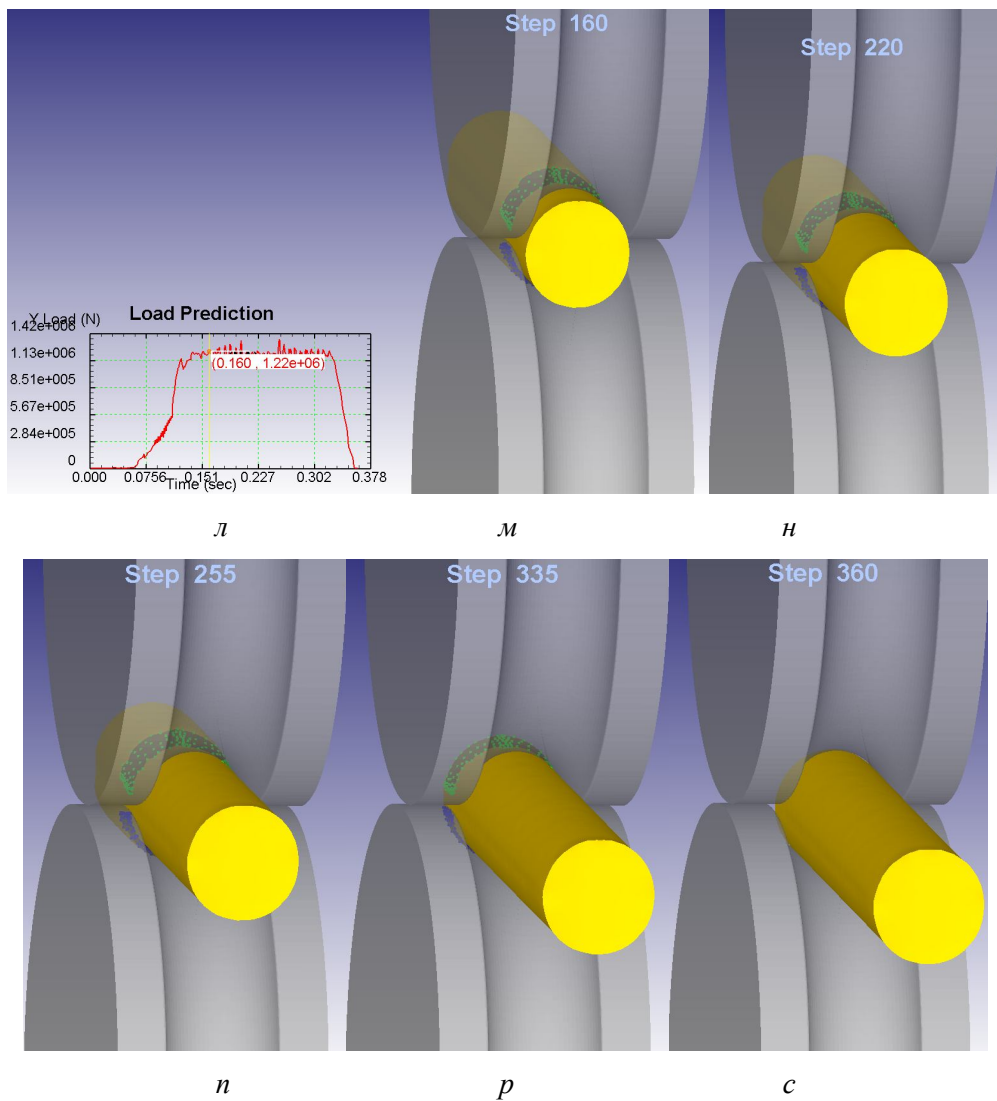 Step 160
Step 220
Load Prediction
Y Load (N)
1.42e+006
1.13e+006
(0.160 , 1.22e+06)
8.51e+005
5.67e+005
2.84e+005
0
0.000 0.0756 0.151 0.227 0.302 0.378
Time (sec)
л м н
Step 255 Step 335 Step 360
п р с